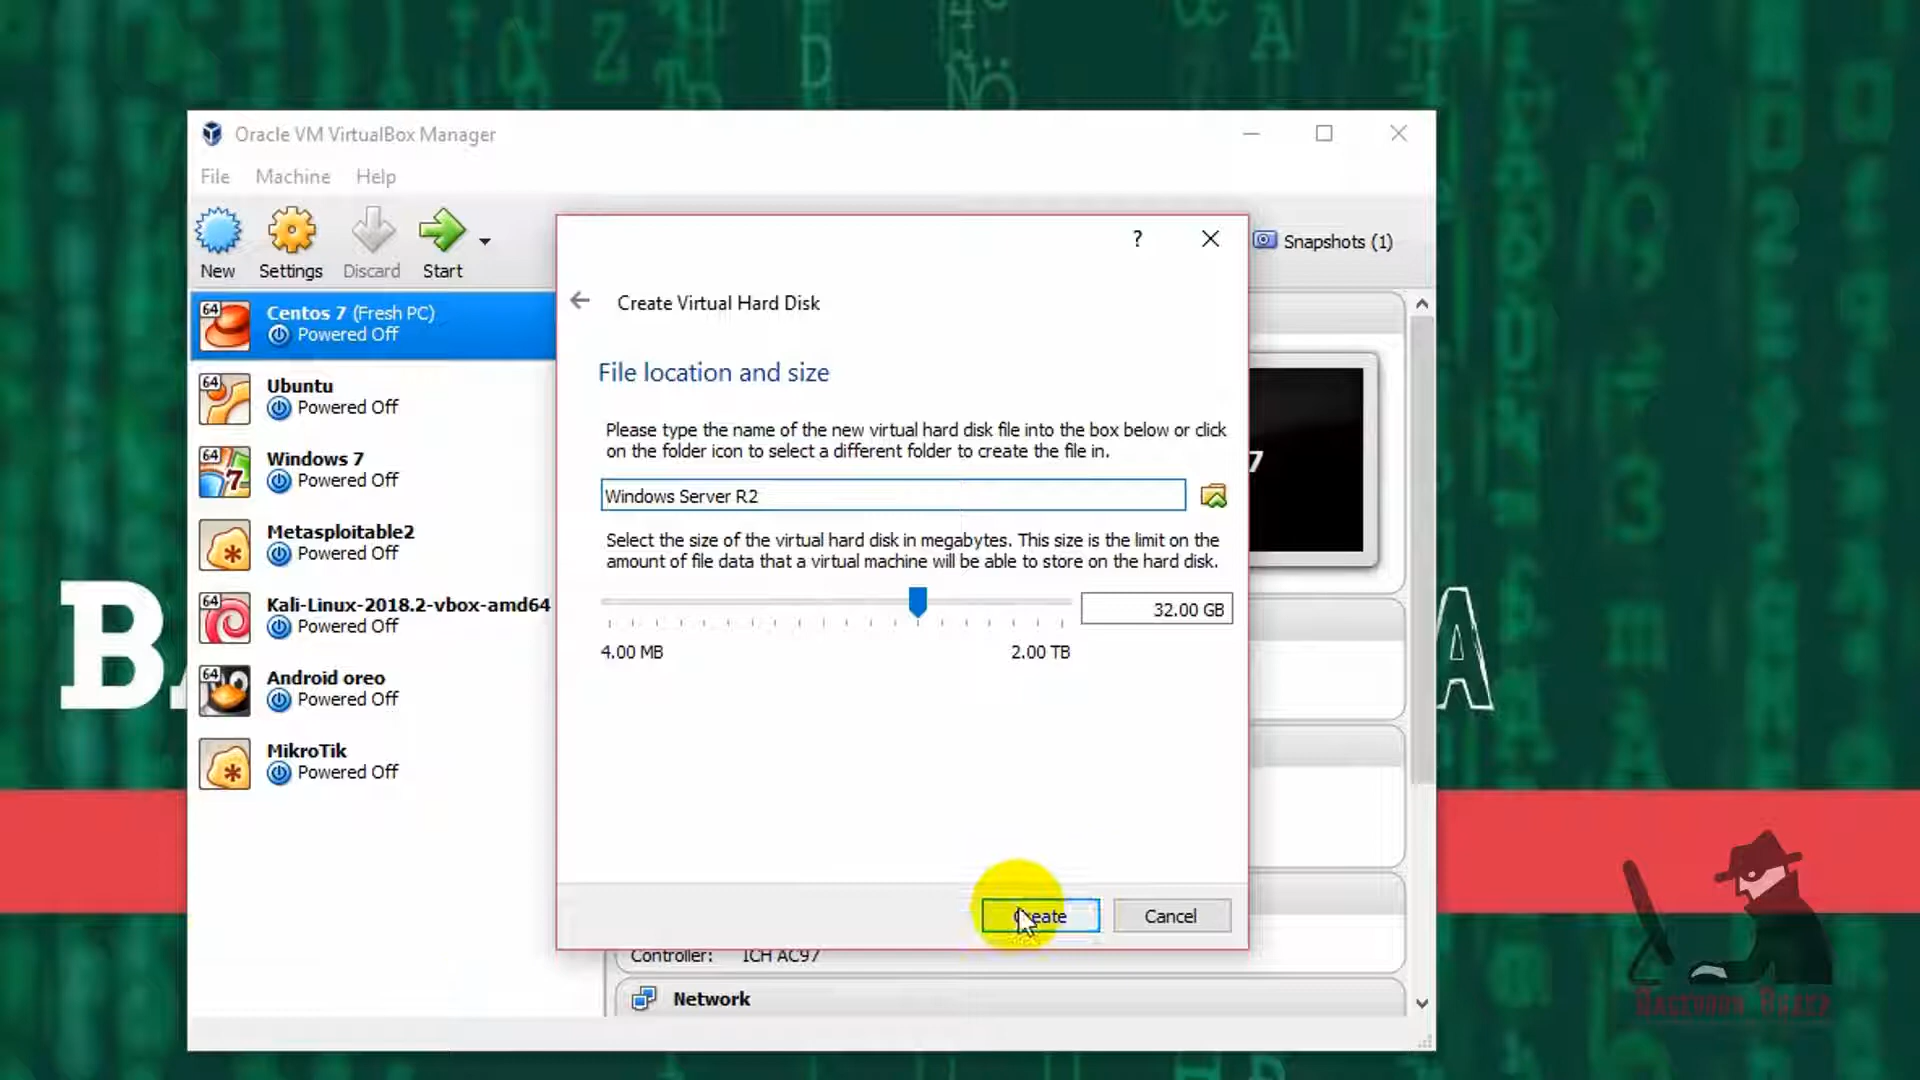 Oracle VM VirtualBox Manager
File Machine Help
New Settings Discard Start
Snapshots (1)
64 Centos 7 (Fresh PC)
Powered Off
64 Ubuntu
Powered Off
64 Windows 7
Powered Off
Metasploitable2
Powered Off
64 Kali-Linux-2018.2-vbox-amd64
Powered Off
64 Android oreo
Powered Off
MikroTik
Powered Off
?
Create Virtual Hard Disk
File location and size
Please type the name of the new virtual hard disk file into the box below or click
on the folder icon to select a different folder to create the file in.
Windows Server R2
Select the size of the virtual hard disk in megabytes. This size is the limit on the
amount of file data that a virtual machine will be able to store on the hard disk.
32.00 GB
4.00 MB 2.00 TB
Create Cancel
7
Controller: ICH AC97
Network
B
A